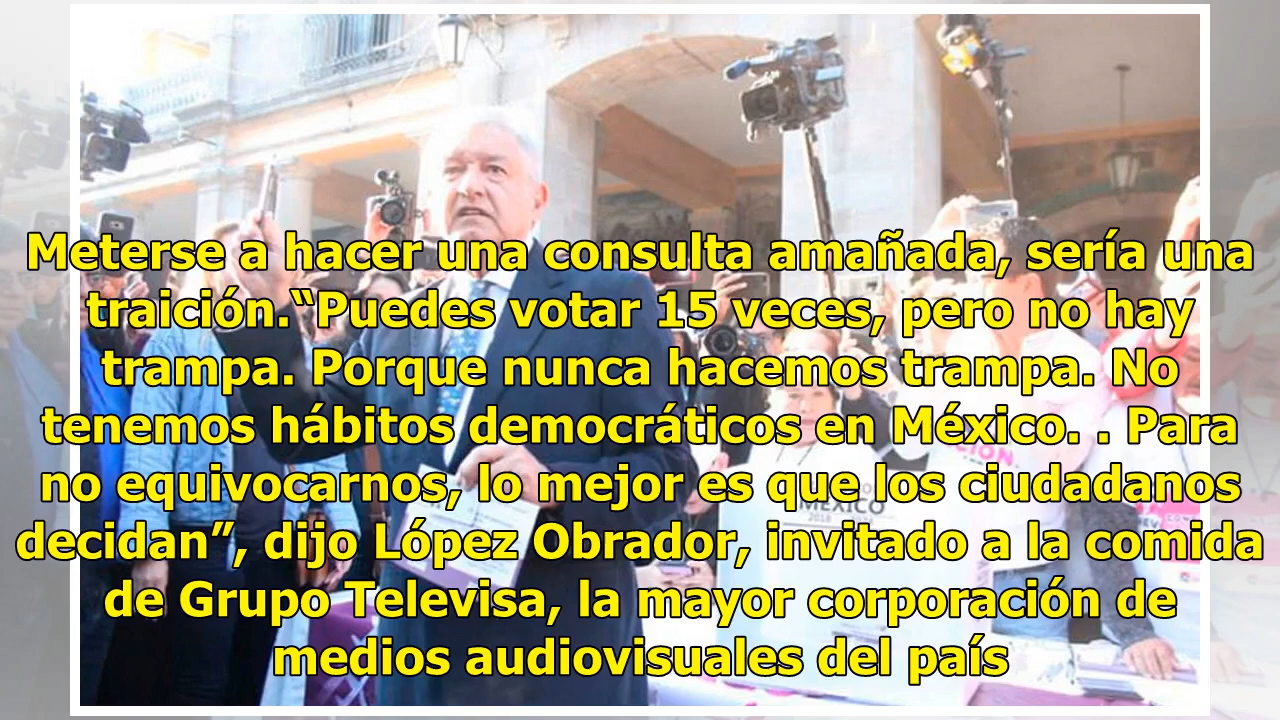 Meterse a hacer una consulta amañada, sería una
traición.“Puedes votar 15 veces, pero no hay
trampa. Porque nunca hacemos trampa. No
tenemos hábitos democráticos en México. . Para
no equivocarnos, lo mejor es que los ciudadanos
decidan”, dijo López Obrador, invitado a la comida
de Grupo Televisa, la mayor corporación de
medios audiovisuales del país
MÉXICO
2018